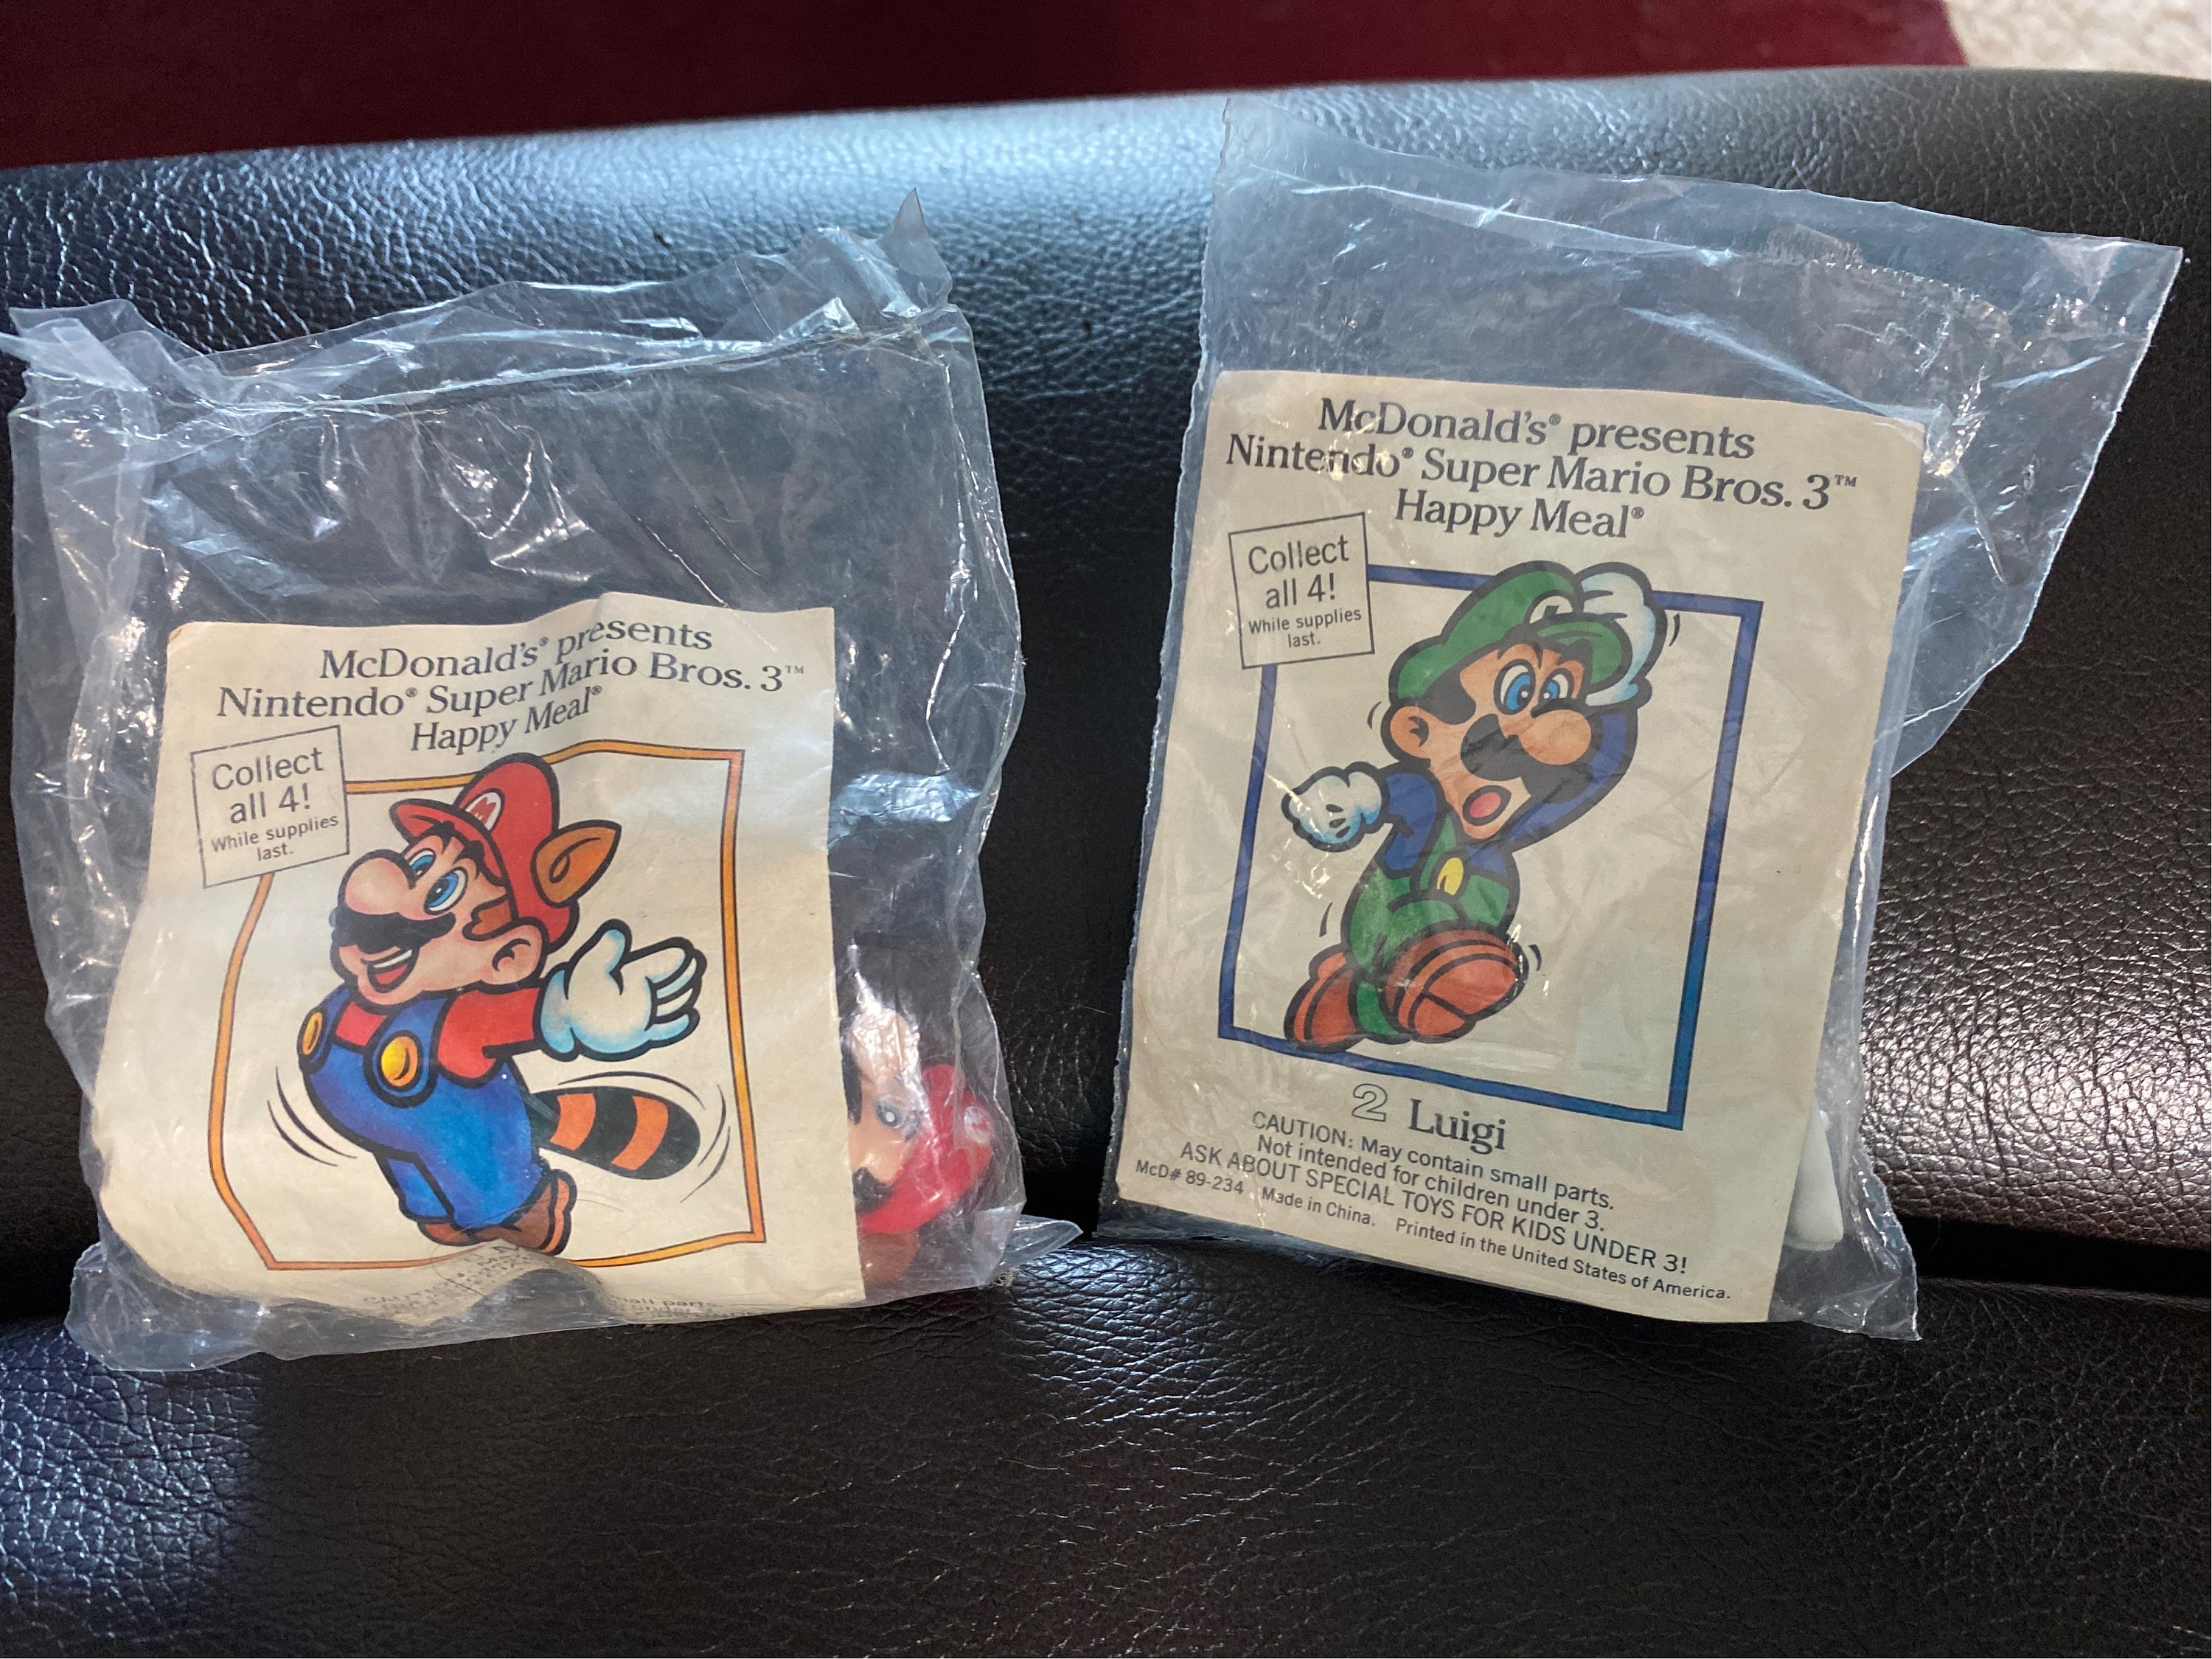 McDonald's® presents
Nintendo® Super Mario Bros. 3™
Happy Meal®
Collect
all 4!
While supplies
last.
M
McDonald's® presents
Nintendo® Super Mario Bros. 3™
Happy Meal®
Collect
all 4!
While supplies
last.
2 Luigi
CAUTION: May contain small parts.
Not intended for children under 3.
ASK ABOUT SPECIAL TOYS FOR KIDS UNDER 3!
McD# 89-234 Made in China. Printed in the United States of America.